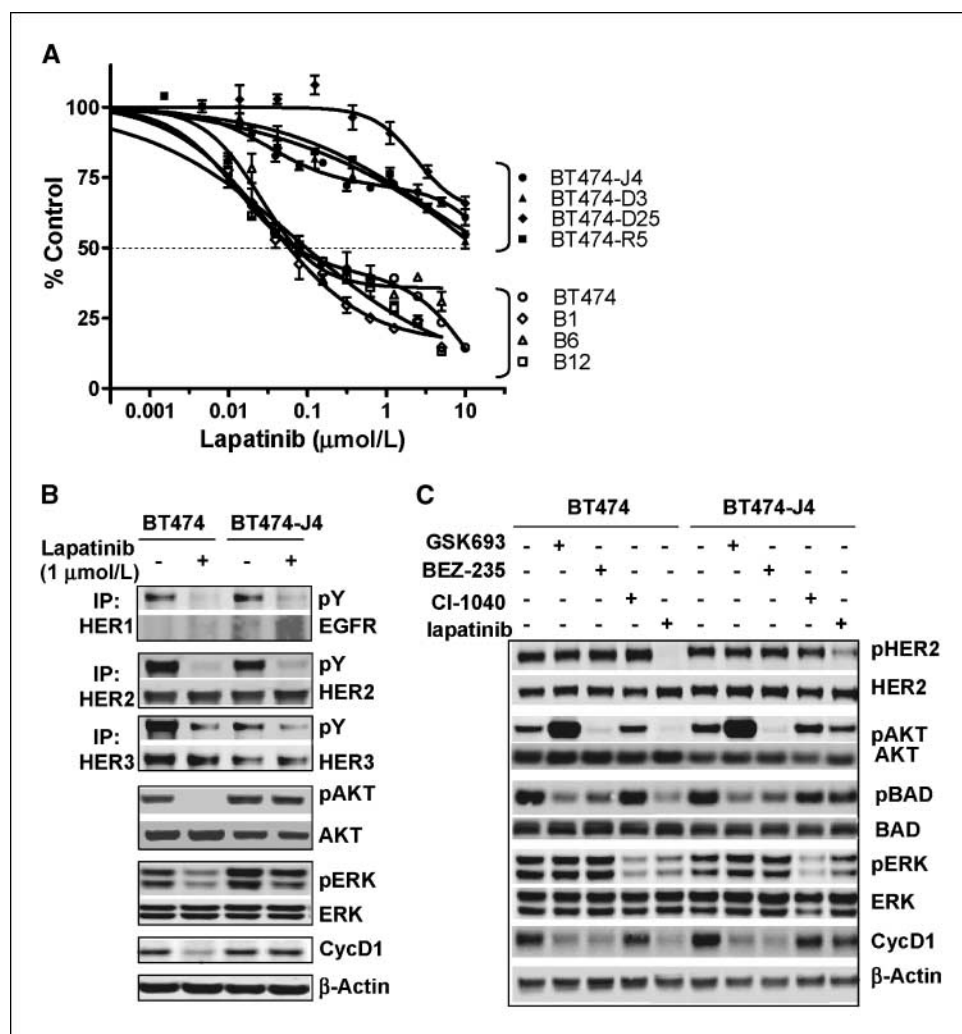 A
% Control
100
75
50
25
0
0.001 0.01 0.1 1 10
Lapatinib (μmol/L)
BT474-J4
BT474-D3
BT474-D25
BT474-R5
BT474
B1
B6
B12
B
BT474 BT474-J4
Lapatinib
(1 μmol/L) - + - +
IP: pY
HER1 EGFR
IP: pY
HER2 HER2
IP: pY
HER3 HER3
pAKT
AKT
pERK
ERK
CycD1
β-Actin
C
BT474 BT474-J4
GSK693 - + - - - - + - - -
BEZ-235 - - + - - - - + - -
CI-1040 - - - + - - - - + -
lapatinib - - - - + - - - - +
pHER2
HER2
pAKT
AKT
pBAD
BAD
pERK
ERK
CycD1
β-Actin